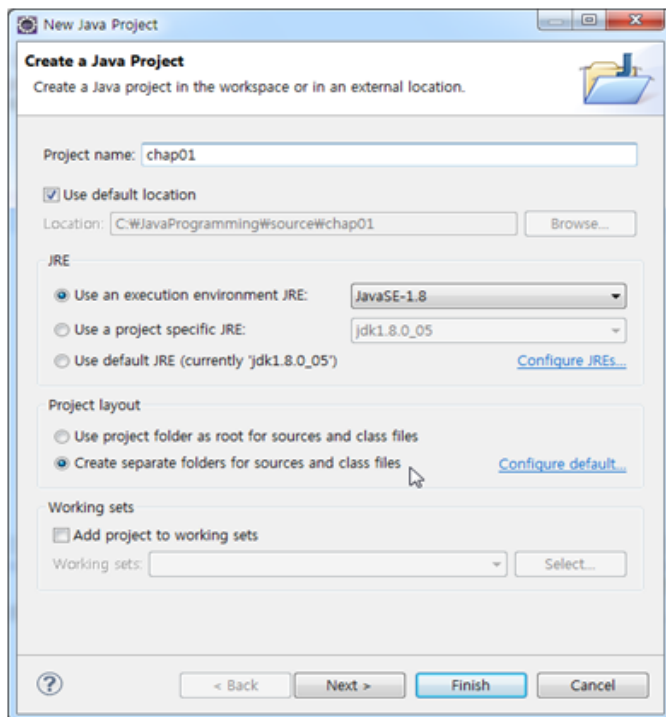 New Java Project
Create a Java Project
Create a Java project in the workspace or in an external location.
Project name: chap01
Use default location
Location: C:₩JavaProgramming₩source₩chap01 Browse...
JRE
Use an execution environment JRE: JavaSE-1.8
Use a project specific JRE: jdk1.8.0_05
Use default JRE (currently 'jdk1.8.0_05') Configure JREs...
Project layout
Use project folder as root for sources and class files
Create separate folders for sources and class files Configure default...
Working sets
Add project to working sets
Working sets: Select...
? < Back Next > Finish Cancel